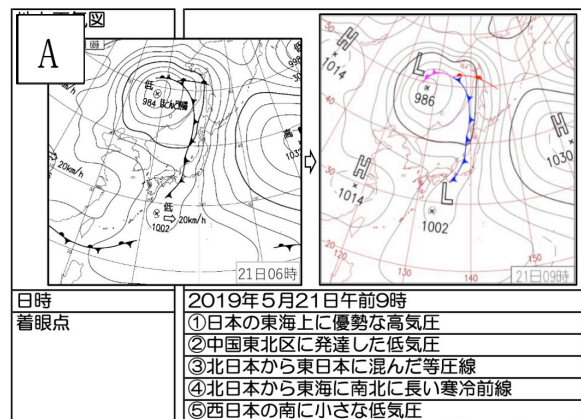 A
低
984
998
高
20km/h
低
20km/h
1002
21日06時
⇨
H
1014
L
986
H
1030
H
1014
L
1002
20
130
140
150
21日09時
日時
2019年5月21日午前9時
着眼点
①日本の東海上に優勢な高気圧
②中国東北区に発達した低気圧
③北日本から東日本に混んだ等圧線
④北日本から東海に南北に長い寒冷前線
⑤西日本の南に小さな低気圧